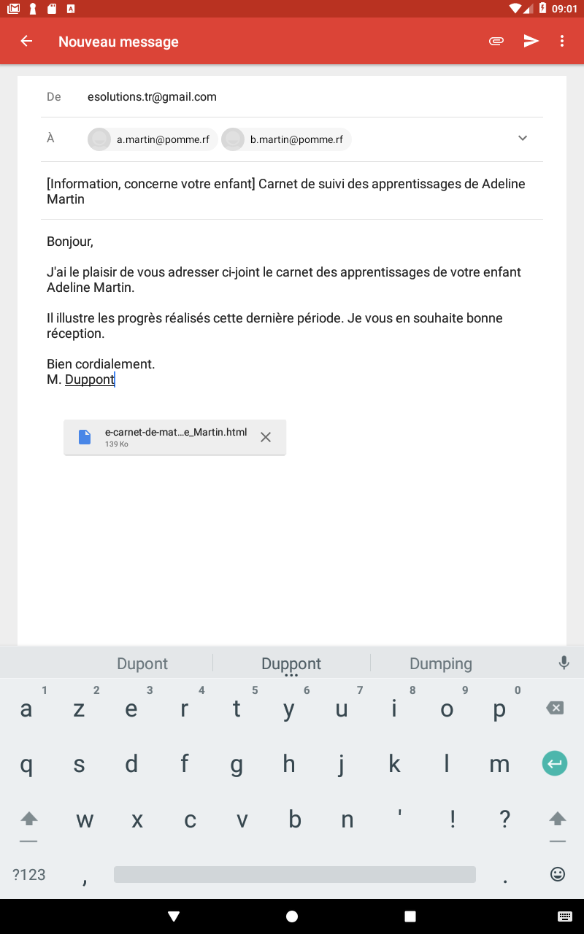 09:01
Nouveau message
De esolutions.tr@gmail.com
À a.martin@pomme.rf b.martin@pomme.rf
[Information, concerne votre enfant] Carnet de suivi des apprentissages de Adeline
Martin
Bonjour,
J'ai le plaisir de vous adresser ci-joint le carnet des apprentissages de votre enfant
Adeline Martin.
Il illustre les progrès réalisés cette dernière période. Je vous en souhaite bonne
réception.
Bien cordialement.
M. Duppont
e-carnet-de-mat...e_Martin.html
139 Ko
Dupont Duppont Dumping
1 2 3 4 5 6 7 8 9 0
a z e r t y u i o p
q s d f g h j k l m
w x c v b n ' ! ?
?123 , .